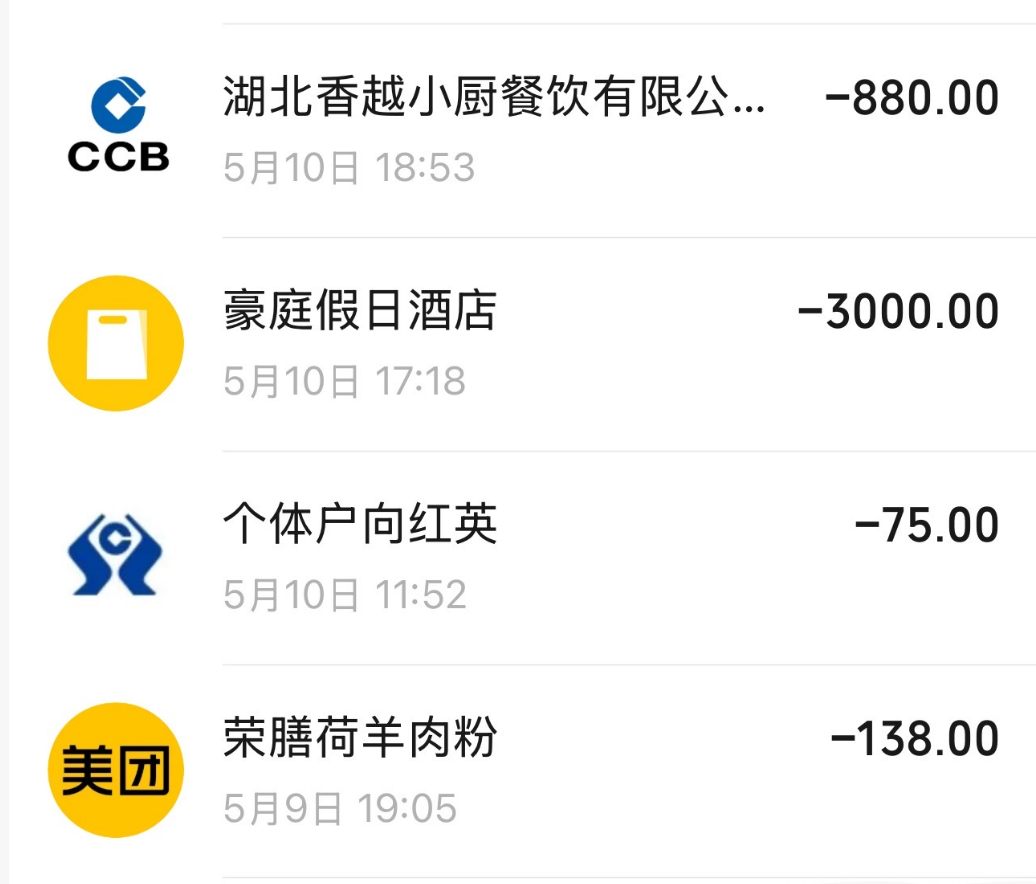 湖北香越小厨餐饮有限公... −880.00
CCB
5月10日 18:53
豪庭假日酒店 −3000.00
5月10日 17:18
个体户向红英 −75.00
5月10日 11:52
荣膳荷羊肉粉 −138.00
美团
5月9日 19:05